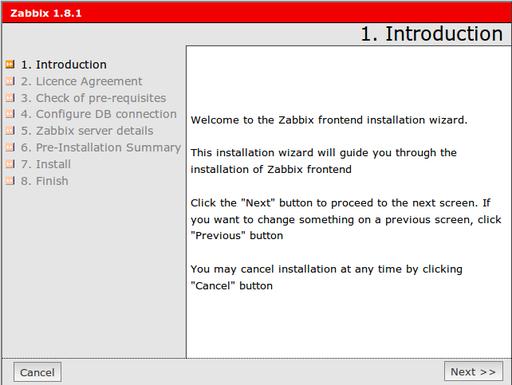 Zabbix 1.8.1
1. Introduction
1. Introduction
2. Licence Agreement
3. Check of pre-requisites
4. Configure DB connection
5. Zabbix server details
6. Pre-Installation Summary
7. Install
8. Finish
Welcome to the Zabbix frontend installation wizard.
This installation wizard will guide you through the
installation of Zabbix frontend
Click the "Next" button to proceed to the next screen. If
you want to change something on a previous screen, click
"Previous" button
You may cancel installation at any time by clicking
"Cancel" button
Cancel
Next >>